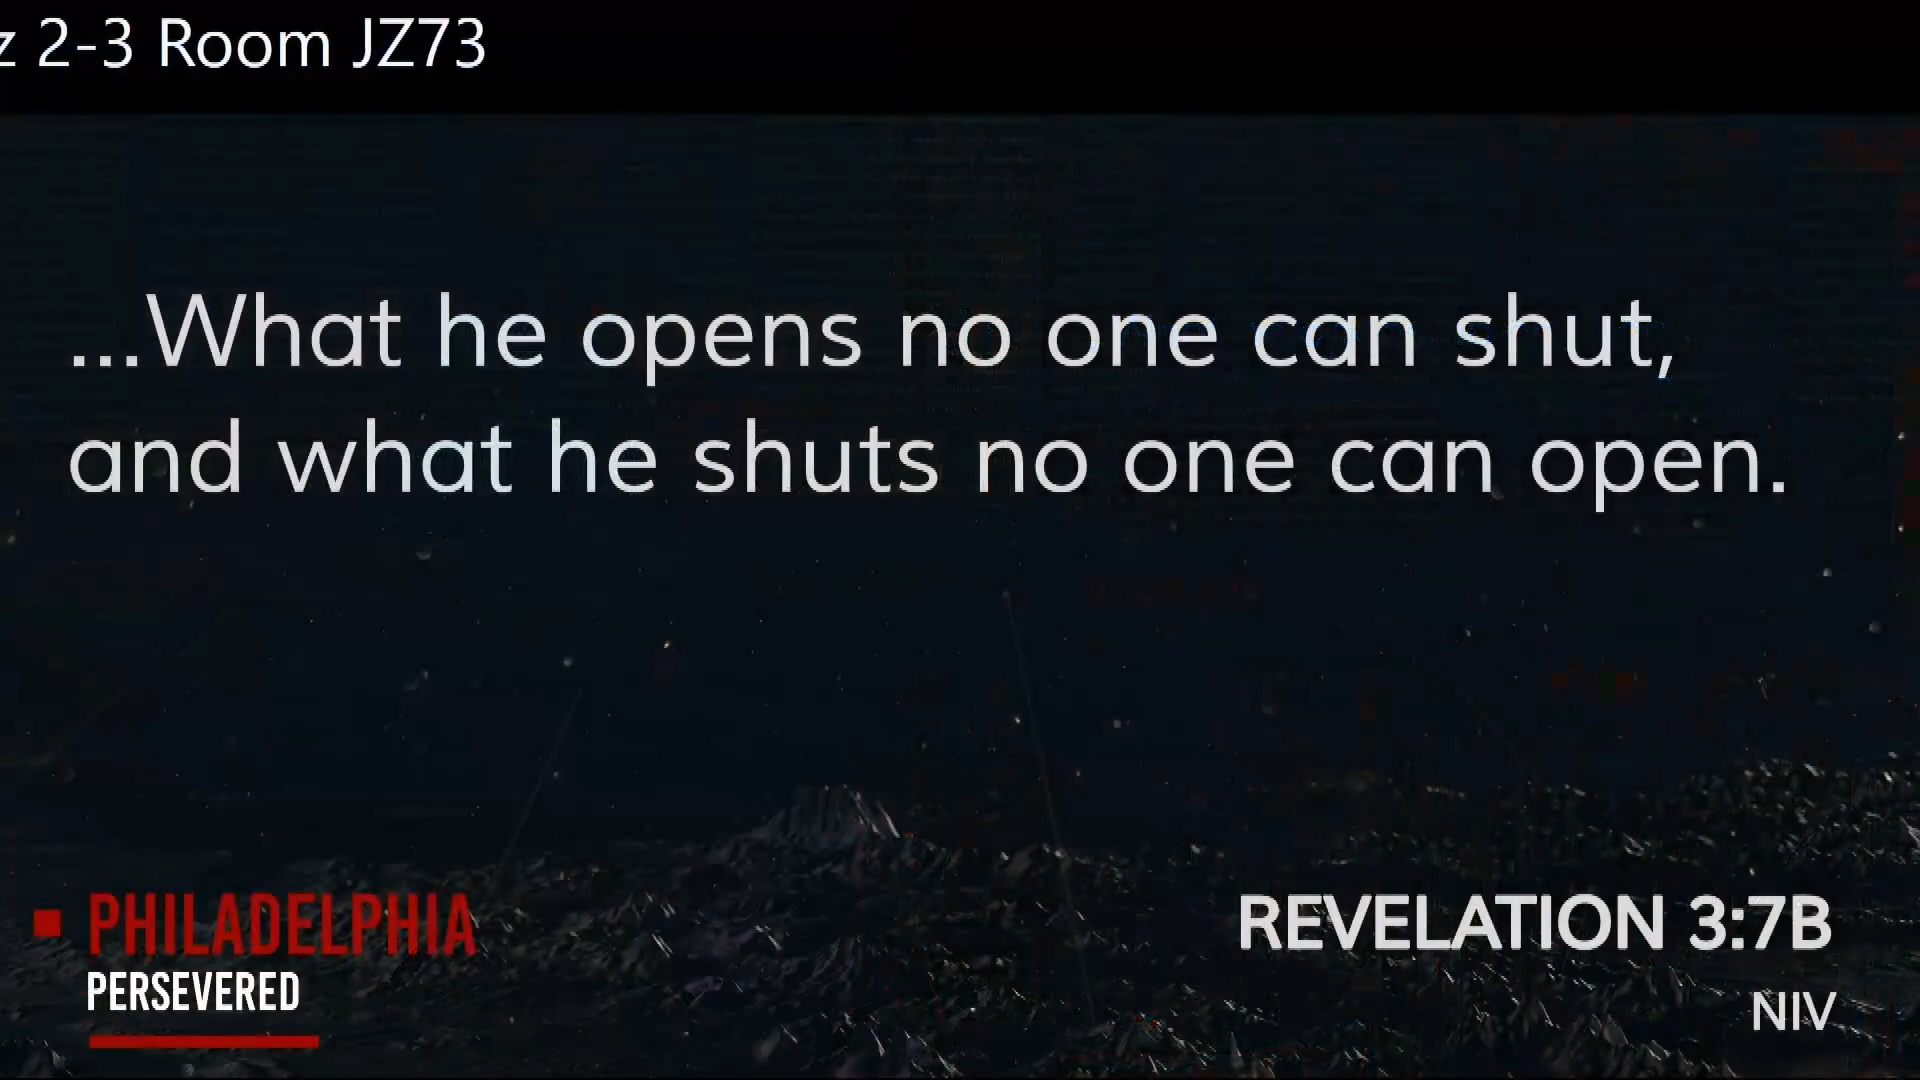 z 2-3 Room JZ73
...What he opens no one can shut,
and what he shuts no one can open.
PHILADELPHIA
PERSEVERED
REVELATION 3:7B
NIV